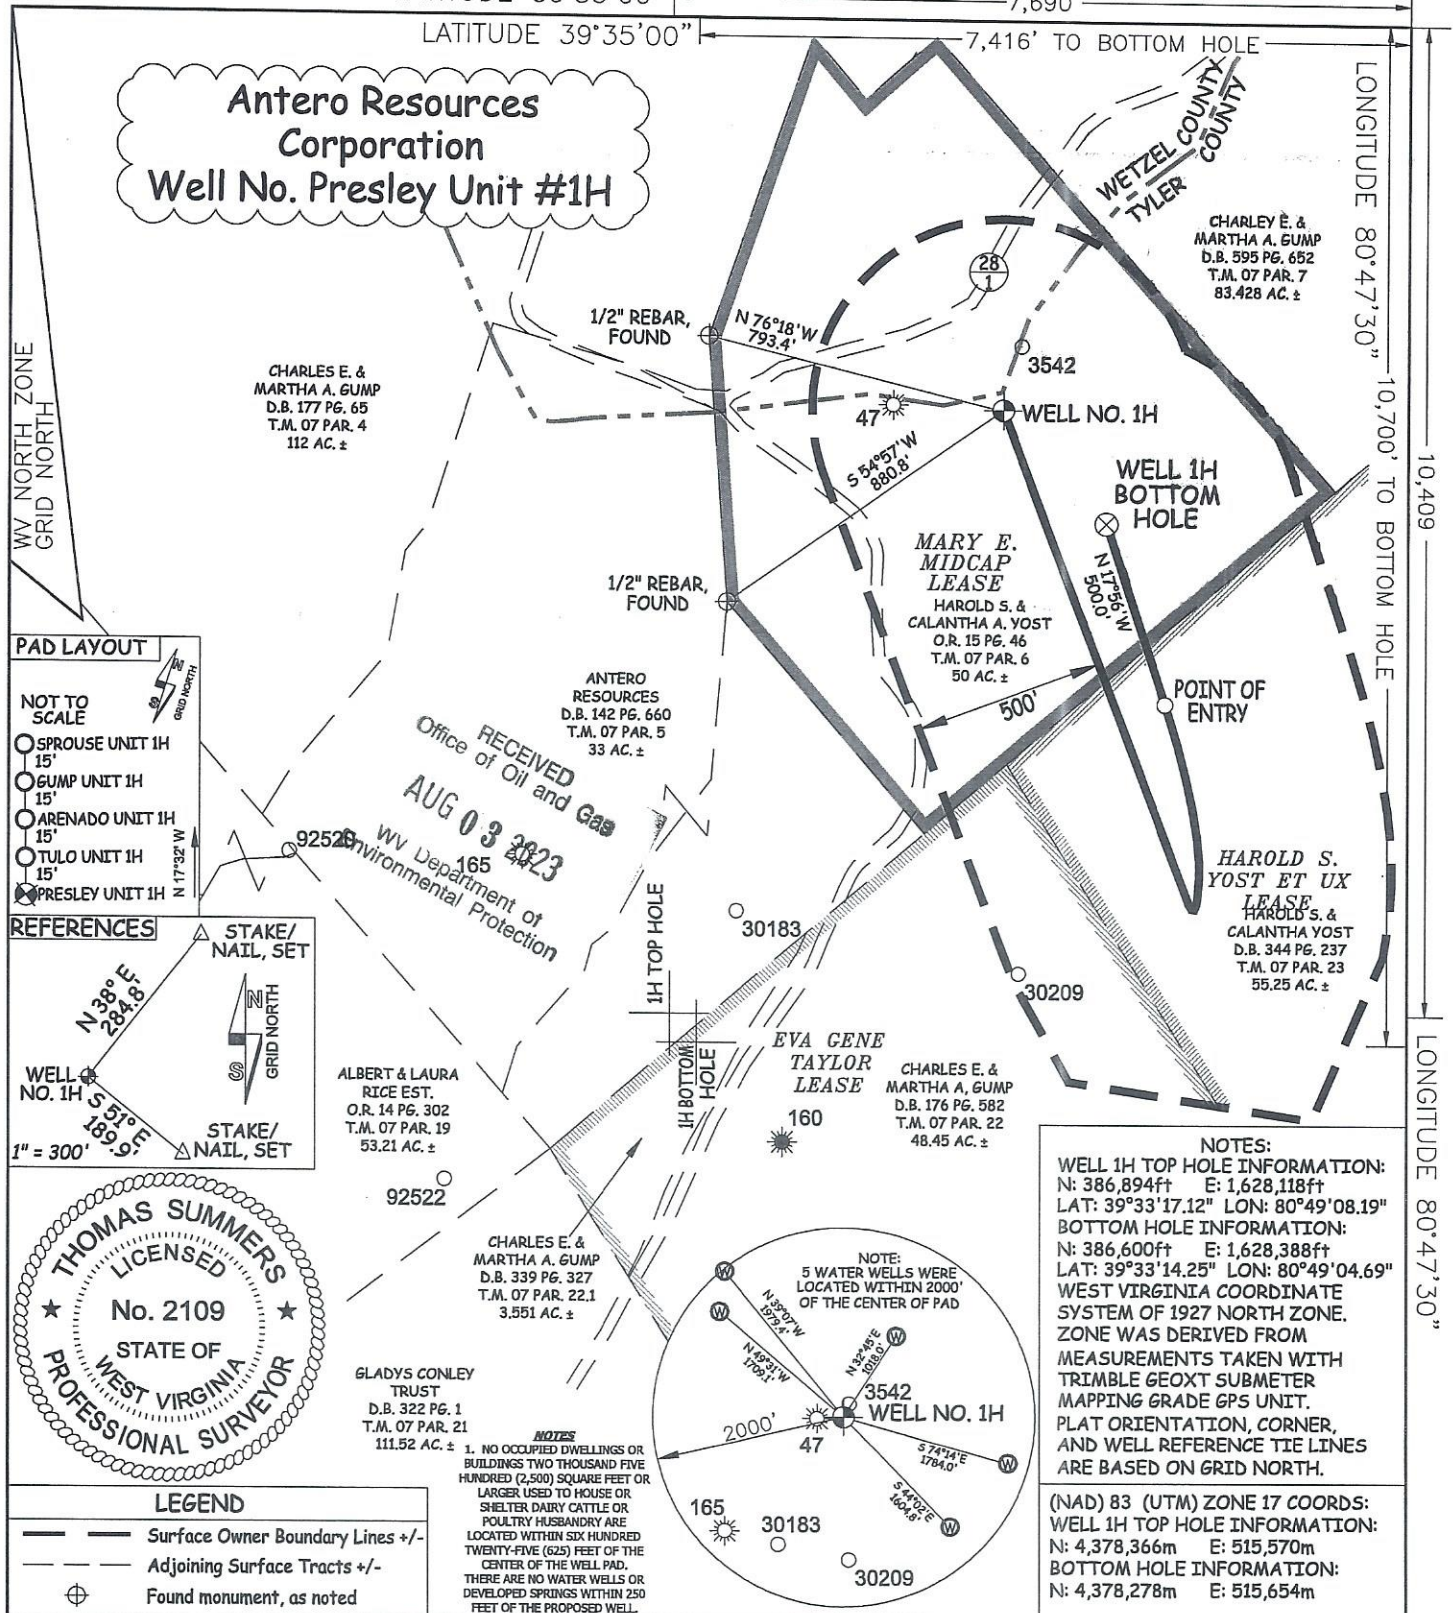 7,690
LATITUDE 39°35'00"
7,416' TO BOTTOM HOLE
Antero Resources
Corporation
Well No. Presley Unit #1H
WETZEL COUNTY
TYLER COUNTY
LONGITUDE 80°47'30"
10,700' TO BOTTOM HOLE
10,409
LONGITUDE 80°47'30"
WV NORTH ZONE
GRID NORTH
CHARLEY E. &
MARTHA A. GUMP
D.B. 595 PG. 652
T.M. 07 PAR. 7
83.428 AC. ±
28
1
1/2" REBAR,
FOUND
N 76°18'W
793.4'
3542
47
WELL NO. 1H
CHARLES E. &
MARTHA A. GUMP
D.B. 177 PG. 65
T.M. 07 PAR. 4
112 AC. ±
S 54°57'W
880.8'
WELL 1H
BOTTOM
HOLE
MARY E.
MIDCAP
LEASE
HAROLD S. &
CALANTHA A. YOST
O.R. 15 PG. 46
T.M. 07 PAR. 6
50 AC. ±
N 17°56'W
500.0'
1/2" REBAR,
FOUND
500'
POINT OF
ENTRY
PAD LAYOUT
N
S
GRID NORTH
NOT TO
SCALE
SPROUSE UNIT 1H
15'
GUMP UNIT 1H
15'
ARENADO UNIT 1H
15'
TULO UNIT 1H
15'
PRESLEY UNIT 1H
N 17°32' W
ANTERO
RESOURCES
D.B. 142 PG. 660
T.M. 07 PAR. 5
33 AC. ±
RECEIVED
Office of Oil and Gas
AUG 03 2023
WV Department of
Environmental Protection
165
30183
1H TOP HOLE
1H BOTTOM
HOLE
HAROLD S.
YOST ET UX
LEASE
HAROLD S. &
CALANTHA YOST
D.B. 344 PG. 237
T.M. 07 PAR. 23
55.25 AC. ±
30209
REFERENCES
STAKE/
NAIL, SET
N 38° E
284.8'
N
S
GRID NORTH
WELL
NO. 1H
S 51° E
189.9'
STAKE/
NAIL, SET
1" = 300'
ALBERT & LAURA
RICE EST.
O.R. 14 PG. 302
T.M. 07 PAR. 19
53.21 AC. ±
92522
EVA GENE
TAYLOR
LEASE
CHARLES E. &
MARTHA A. GUMP
D.B. 176 PG. 582
T.M. 07 PAR. 22
48.45 AC. ±
160
THOMAS SUMMERS
LICENSED
No. 2109
STATE OF
WEST VIRGINIA
PROFESSIONAL SURVEYOR
CHARLES E. &
MARTHA A. GUMP
D.B. 339 PG. 327
T.M. 07 PAR. 22.1
3.551 AC. ±
GLADYS CONLEY
TRUST
D.B. 322 PG. 1
T.M. 07 PAR. 21
111.52 AC. ±
NOTE:
5 WATER WELLS WERE
LOCATED WITHIN 2000'
OF THE CENTER OF PAD
W
N 39°07'W
1979.4'
W
N 49°31'W
1709.1'
W
N 32°45'E
1018.0'
3542
WELL NO. 1H
47
2000'
S 74°14'E
1784.0'
W
S 44°02'E
1604.8'
W
165
30183
30209
NOTES
1. NO OCCUPIED DWELLINGS OR
BUILDINGS TWO THOUSAND FIVE
HUNDRED (2,500) SQUARE FEET OR
LARGER USED TO HOUSE OR
SHELTER DAIRY CATTLE OR
POULTRY HUSBANDRY ARE
LOCATED WITHIN SIX HUNDRED
TWENTY-FIVE (625) FEET OF THE
CENTER OF THE WELL PAD.
THERE ARE NO WATER WELLS OR
DEVELOPED SPRINGS WITHIN 250
FEET OF THE PROPOSED WELL
LEGEND
Surface Owner Boundary Lines +/-
Adjoining Surface Tracts +/-
Found monument, as noted
NOTES:
WELL 1H TOP HOLE INFORMATION:
N: 386,894ft E: 1,628,118ft
LAT: 39°33'17.12" LON: 80°49'08.19"
BOTTOM HOLE INFORMATION:
N: 386,600ft E: 1,628,388ft
LAT: 39°33'14.25" LON: 80°49'04.69"
WEST VIRGINIA COORDINATE
SYSTEM OF 1927 NORTH ZONE.
ZONE WAS DERIVED FROM
MEASUREMENTS TAKEN WITH
TRIMBLE GEOXT SUBMETER
MAPPING GRADE GPS UNIT.
PLAT ORIENTATION, CORNER,
AND WELL REFERENCE TIE LINES
ARE BASED ON GRID NORTH.
(NAD) 83 (UTM) ZONE 17 COORDS:
WELL 1H TOP HOLE INFORMATION:
N: 4,378,366m E: 515,570m
BOTTOM HOLE INFORMATION:
N: 4,378,278m E: 515,654m